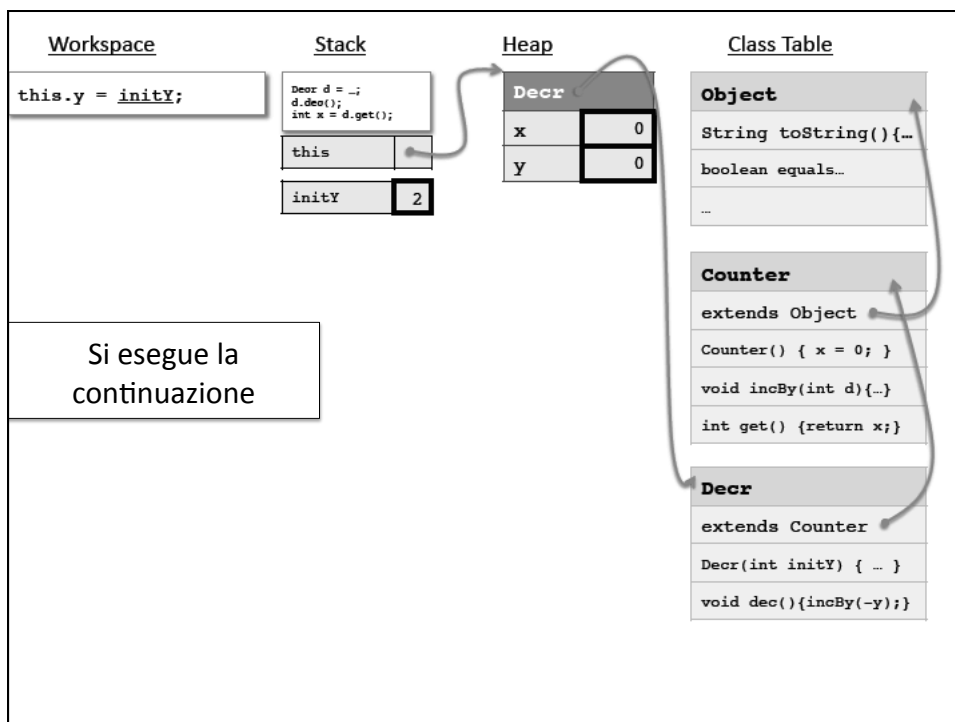 Workspace
Stack
Heap
Class Table
this.y = initY;
Decr d = …;
d.dec();
int x = d.get();
this
initY 2
Decr
x 0
y 0
Object
String toString(){…
boolean equals…
…
Counter
extends Object
Counter() { x = 0; }
void incBy(int d){…}
int get() {return x;}
Decr
extends Counter
Decr(int initY) { … }
void dec(){incBy(-y);}
Si esegue la
continuazione